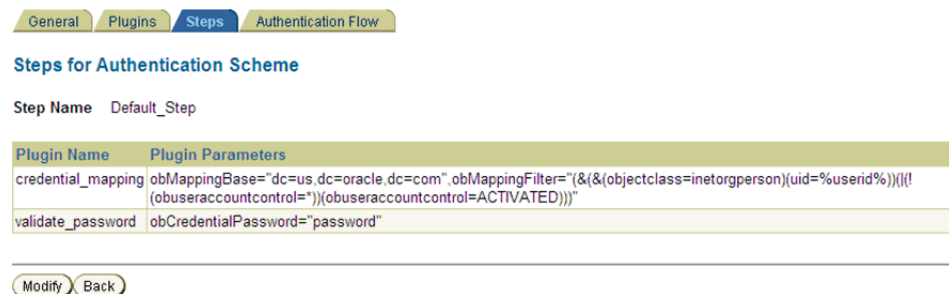 General Plugins Steps Authentication Flow
Steps for Authentication Scheme
Step Name Default_Step
Plugin Name Plugin Parameters
credential_mapping obMappingBase="dc=us,dc=oracle,dc=com",obMappingFilter="(&(&(objectclass=inetorgperson)(uid=%userid%))(|(!
(obuseraccountcontrol=*))(obuseraccountcontrol=ACTIVATED)))"
validate_password obCredentialPassword="password"
Modify Back